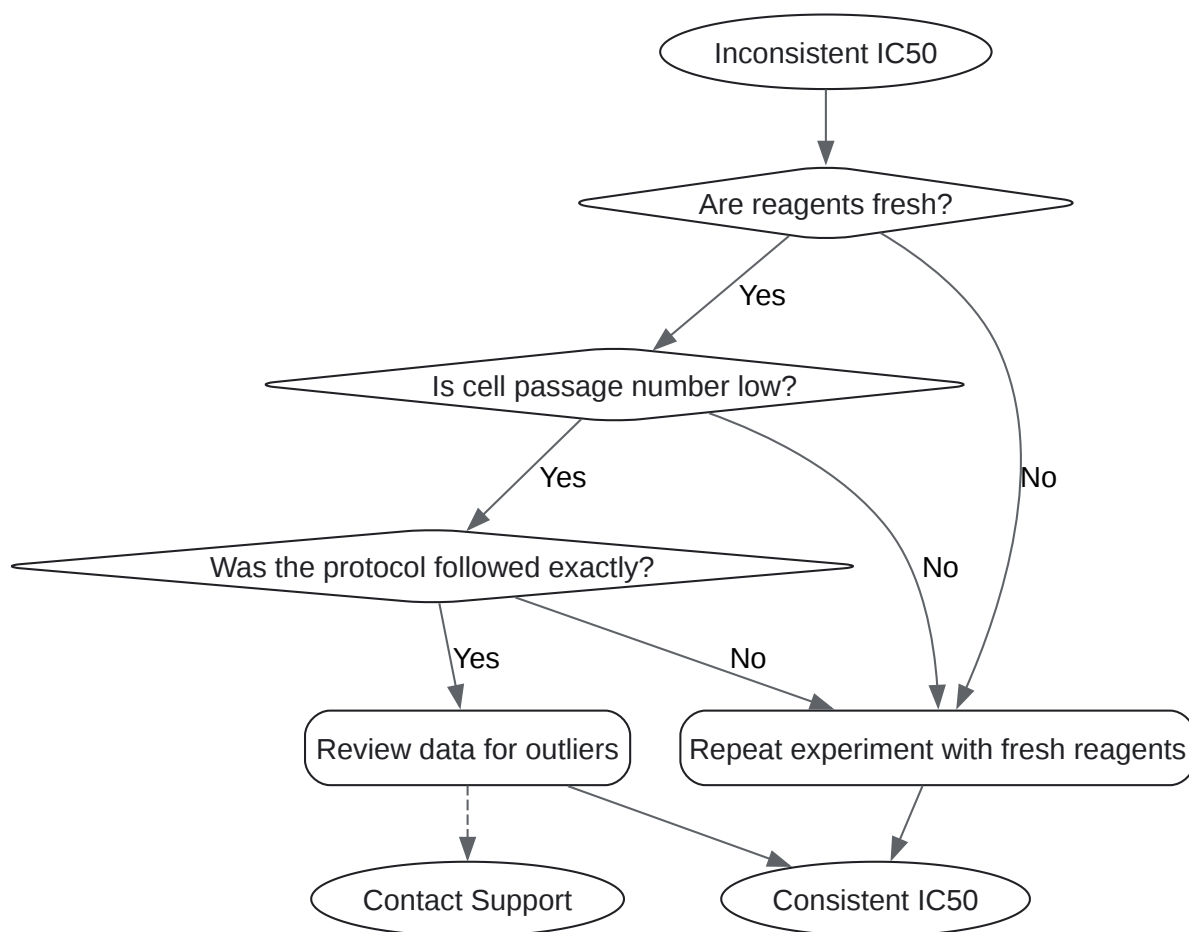 Inconsistent IC50
Are reagents fresh?
Yes
Is cell passage number low?
Yes
No
Was the protocol followed exactly?
No
Yes
No
Review data for outliers
Repeat experiment with fresh reagents
Contact Support
Consistent IC50